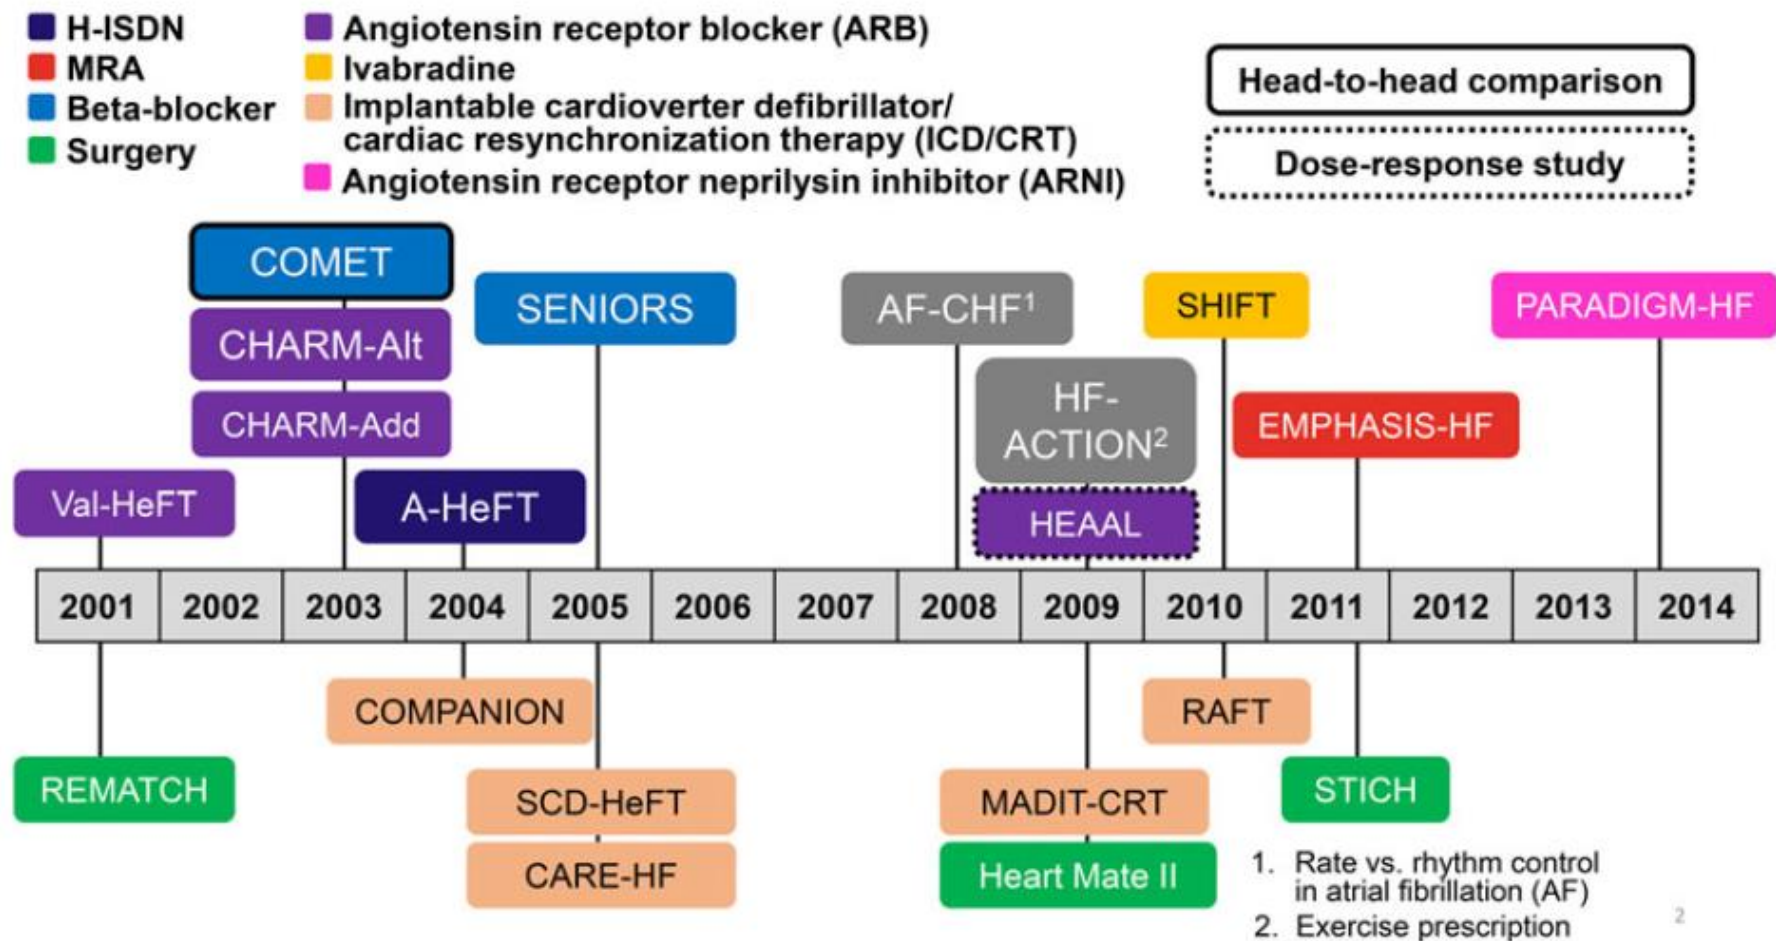 H-ISDN
MRA
Beta-blocker
Surgery
Angiotensin receptor blocker (ARB)
Ivabradine
Implantable cardioverter defibrillator/
cardiac resynchronization therapy (ICD/CRT)
Angiotensin receptor neprilysin inhibitor (ARNI)
Head-to-head comparison
Dose-response study
COMET
SENIORS
AF-CHF¹
SHIFT
PARADIGM-HF
CHARM-Alt
CHARM-Add
HF-
ACTION²
EMPHASIS-HF
Val-HeFT
A-HeFT
HEAAL
2001 2002 2003 2004 2005 2006 2007 2008 2009 2010 2011 2012 2013 2014
COMPANION
RAFT
REMATCH
SCD-HeFT
MADIT-CRT
STICH
CARE-HF
Heart Mate II
1. Rate vs. rhythm control
in atrial fibrillation (AF)
2. Exercise prescription
2